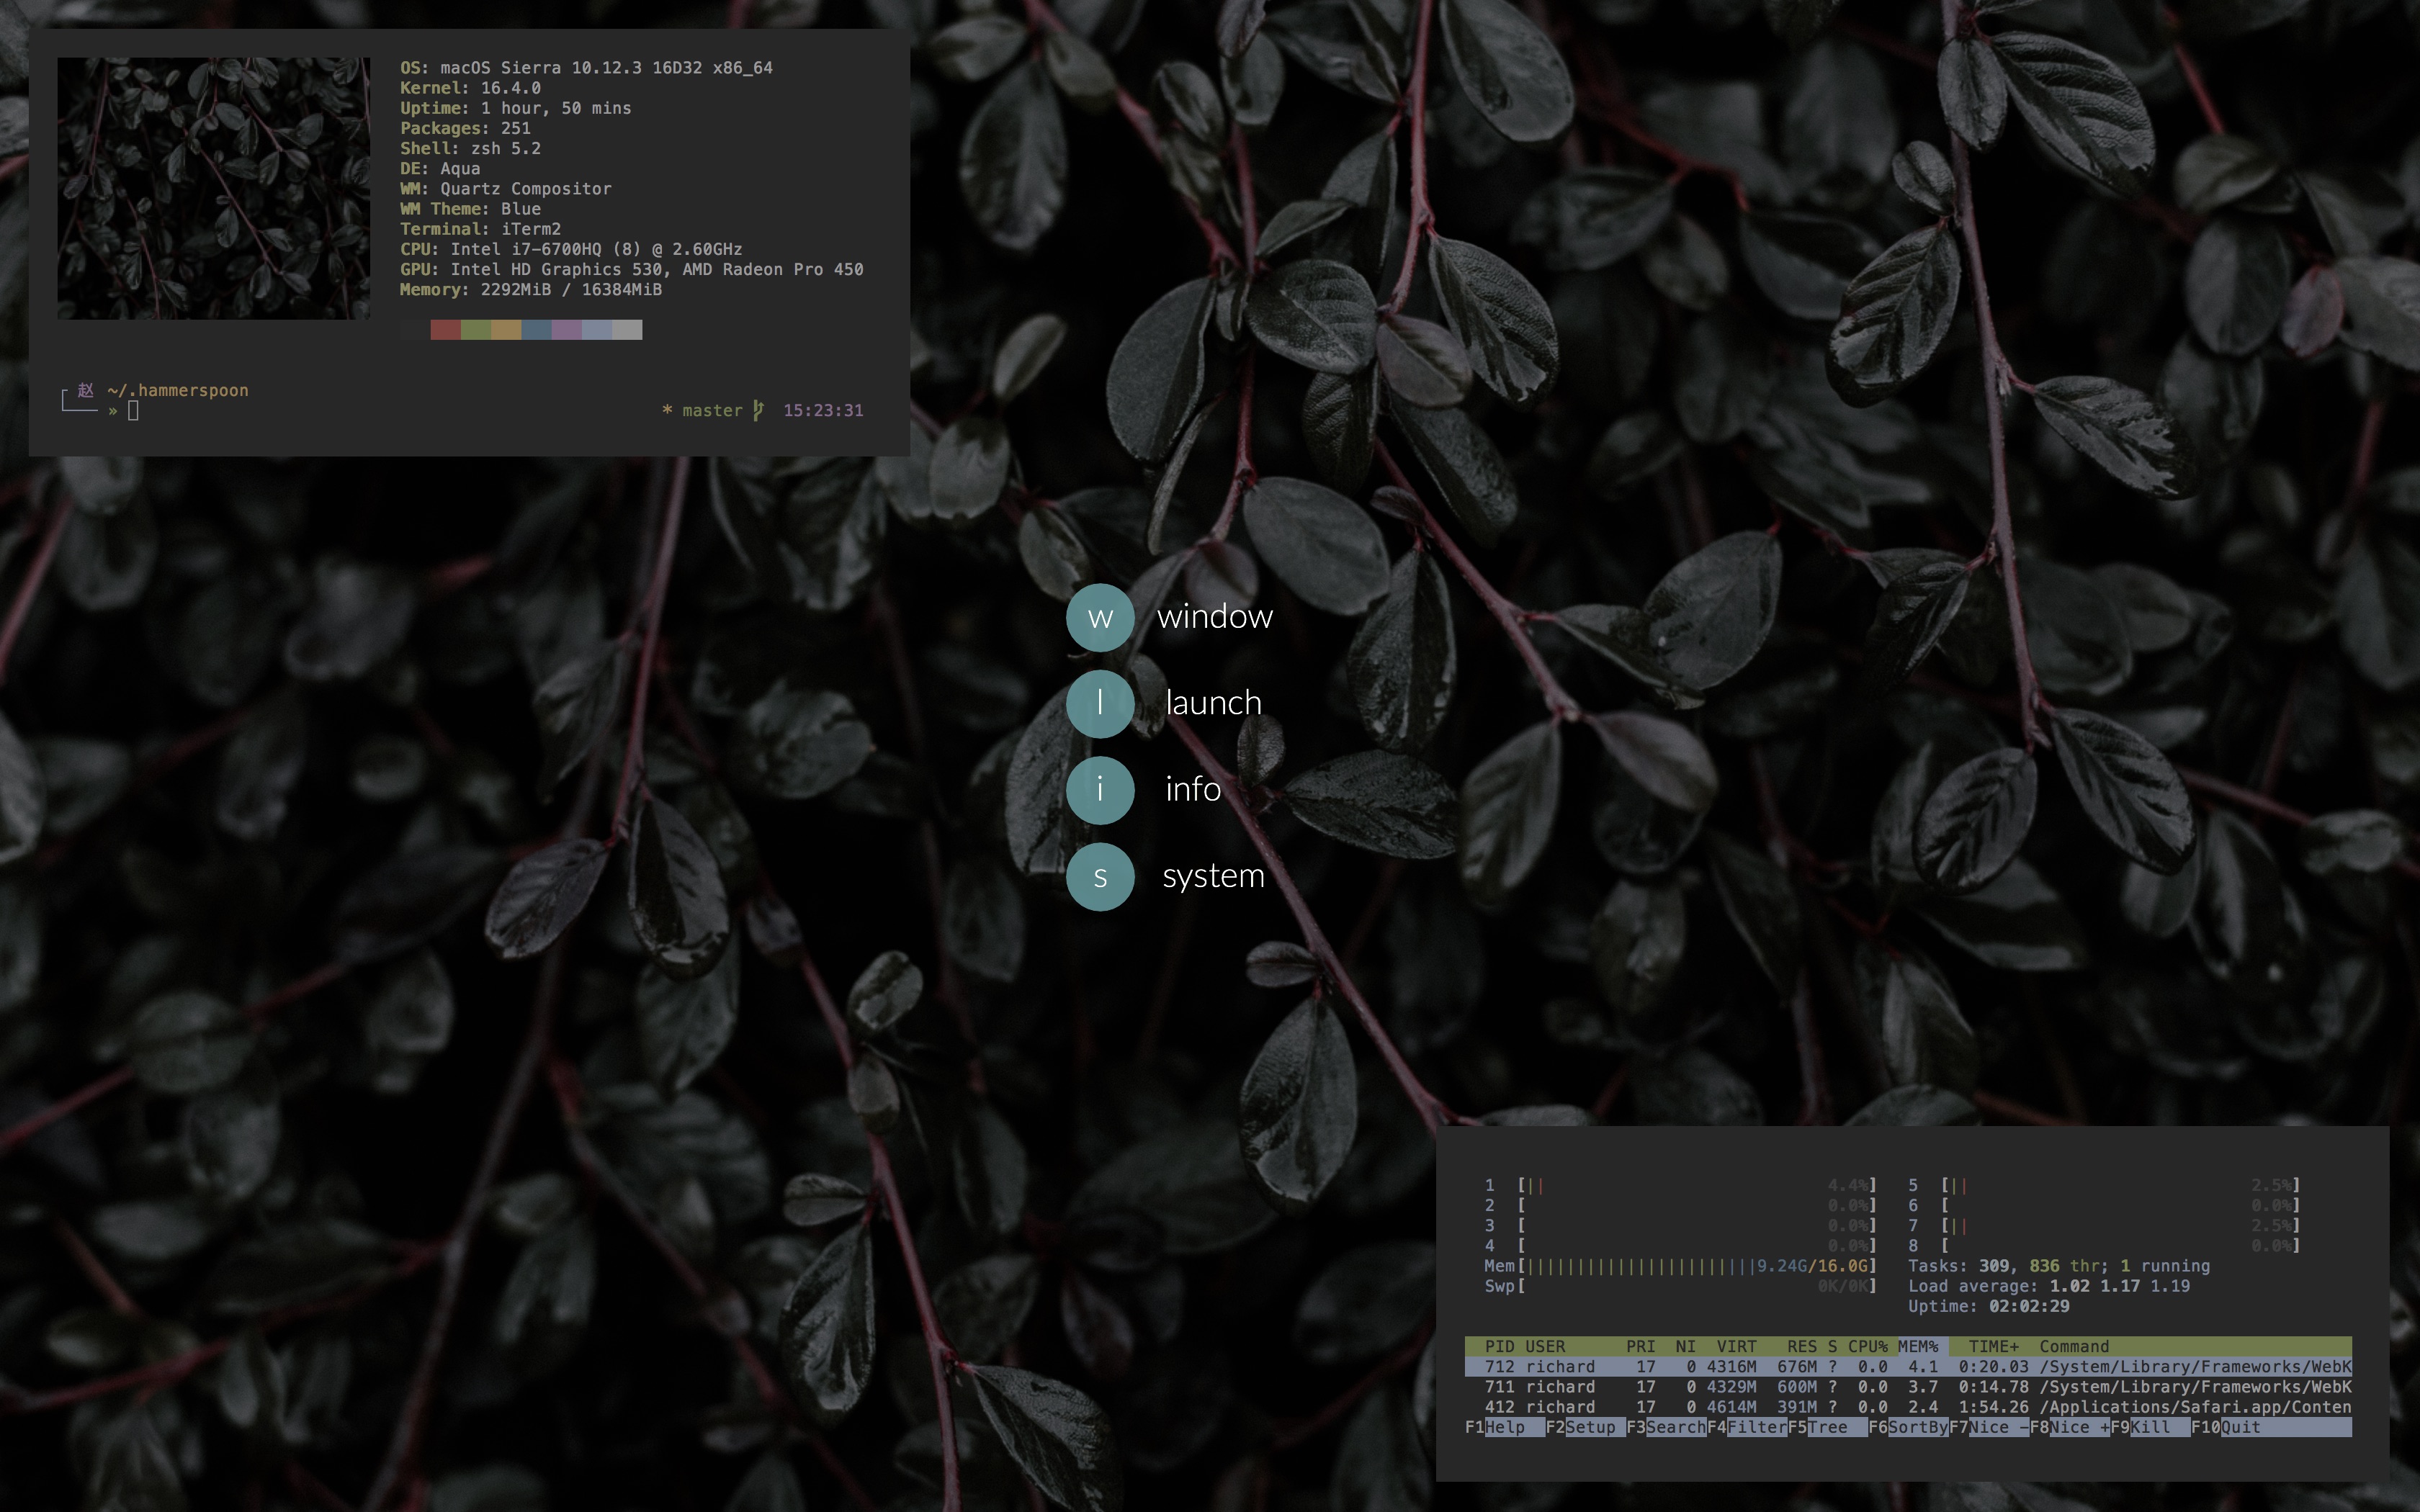 OS: macOS Sierra 10.12.3 16D32 x86_64
Kernel: 16.4.0
Uptime: 1 hour, 50 mins
Packages: 251
Shell: zsh 5.2
DE: Aqua
WM: Quartz Compositor
WM Theme: Blue
Terminal: iTerm2
CPU: Intel i7-6700HQ (8) @ 2.60GHz
GPU: Intel HD Graphics 530, AMD Radeon Pro 450
Memory: 2292MiB / 16384MiB
赵 ~/.hammerspoon
» * master 15:23:31
w window
l launch
i info
s system
1 [|| 4.4%] 5 [|| 2.5%]
2 [ 0.0%] 6 [ 0.0%]
3 [ 0.0%] 7 [|| 2.5%]
4 [ 0.0%] 8 [ 0.0%]
Mem[|||||||||||||||||||||||9.24G/16.0G] Tasks: 309, 836 thr; 1 running
Swp[ 0K/0K] Load average: 1.02 1.17 1.19
Uptime: 02:02:29
PID USER PRI NI VIRT RES S CPU% MEM% TIME+ Command
712 richard 17 0 4316M 676M ? 0.0 4.1 0:20.03 /System/Library/Frameworks/WebK
711 richard 17 0 4329M 600M ? 0.0 3.7 0:14.78 /System/Library/Frameworks/WebK
412 richard 17 0 4614M 391M ? 0.0 2.4 1:54.26 /Applications/Safari.app/Conten
F1Help F2Setup F3SearchF4FilterF5Tree F6SortByF7Nice -F8Nice +F9Kill F10Quit